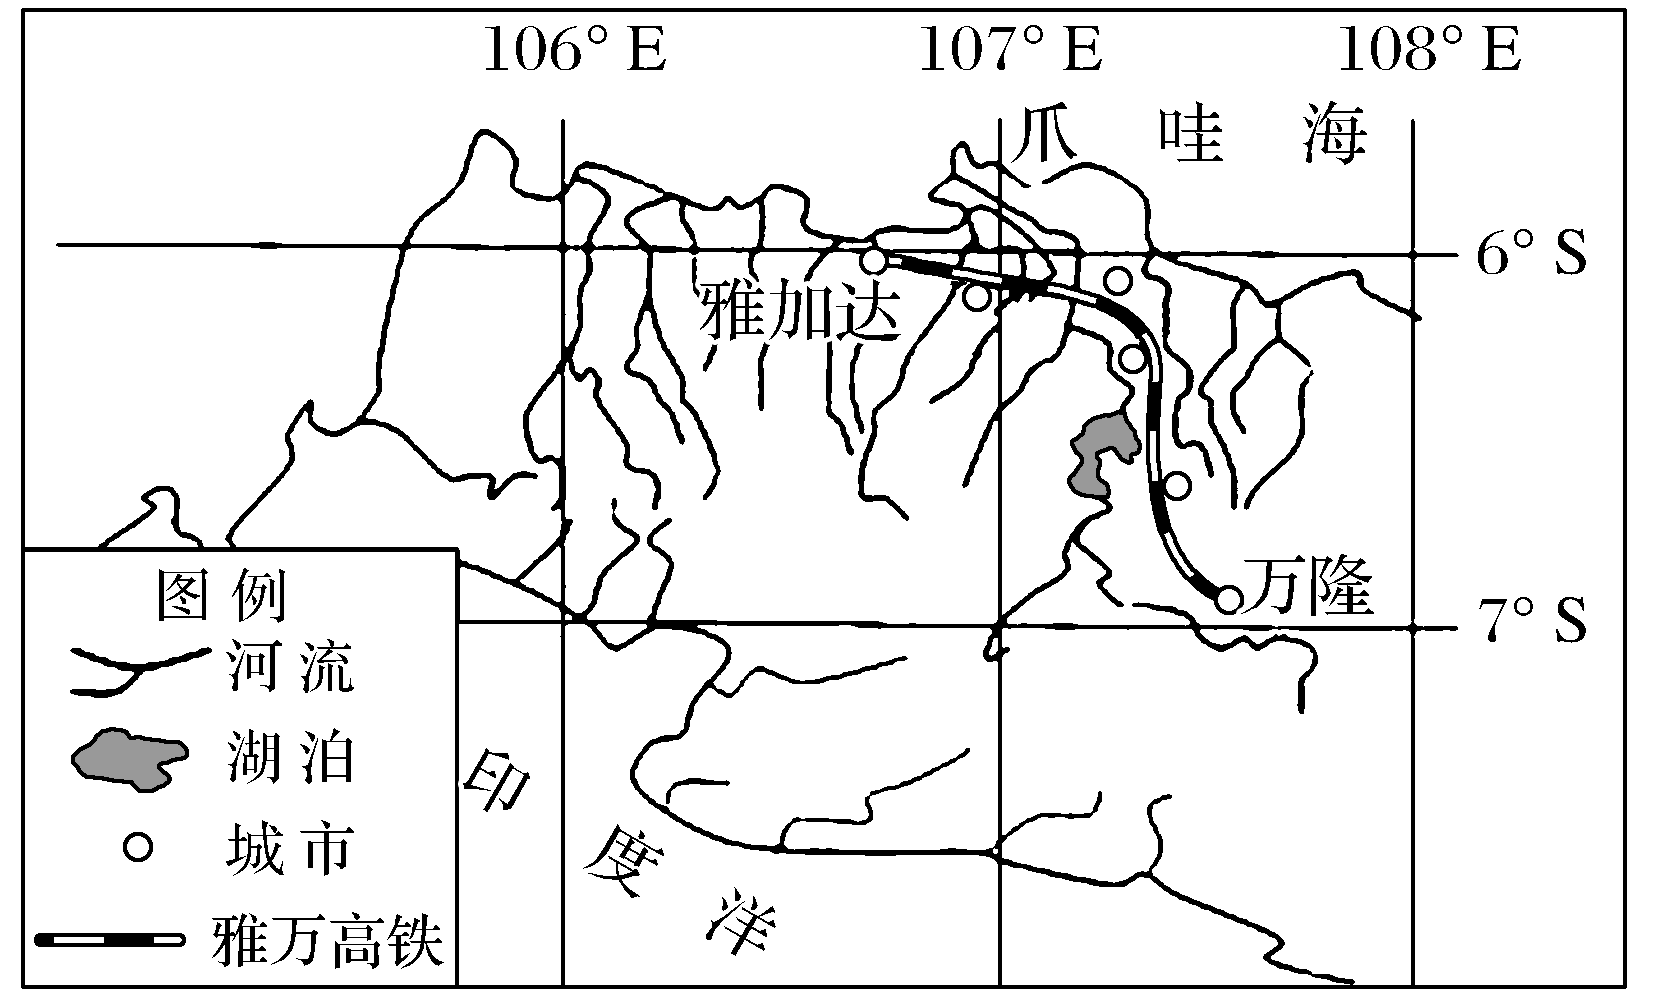 106° E 107° E 108° E
爪哇海
6° S
雅加达
万隆
7° S
图例
河流
湖泊
城市
雅万高铁
印度洋